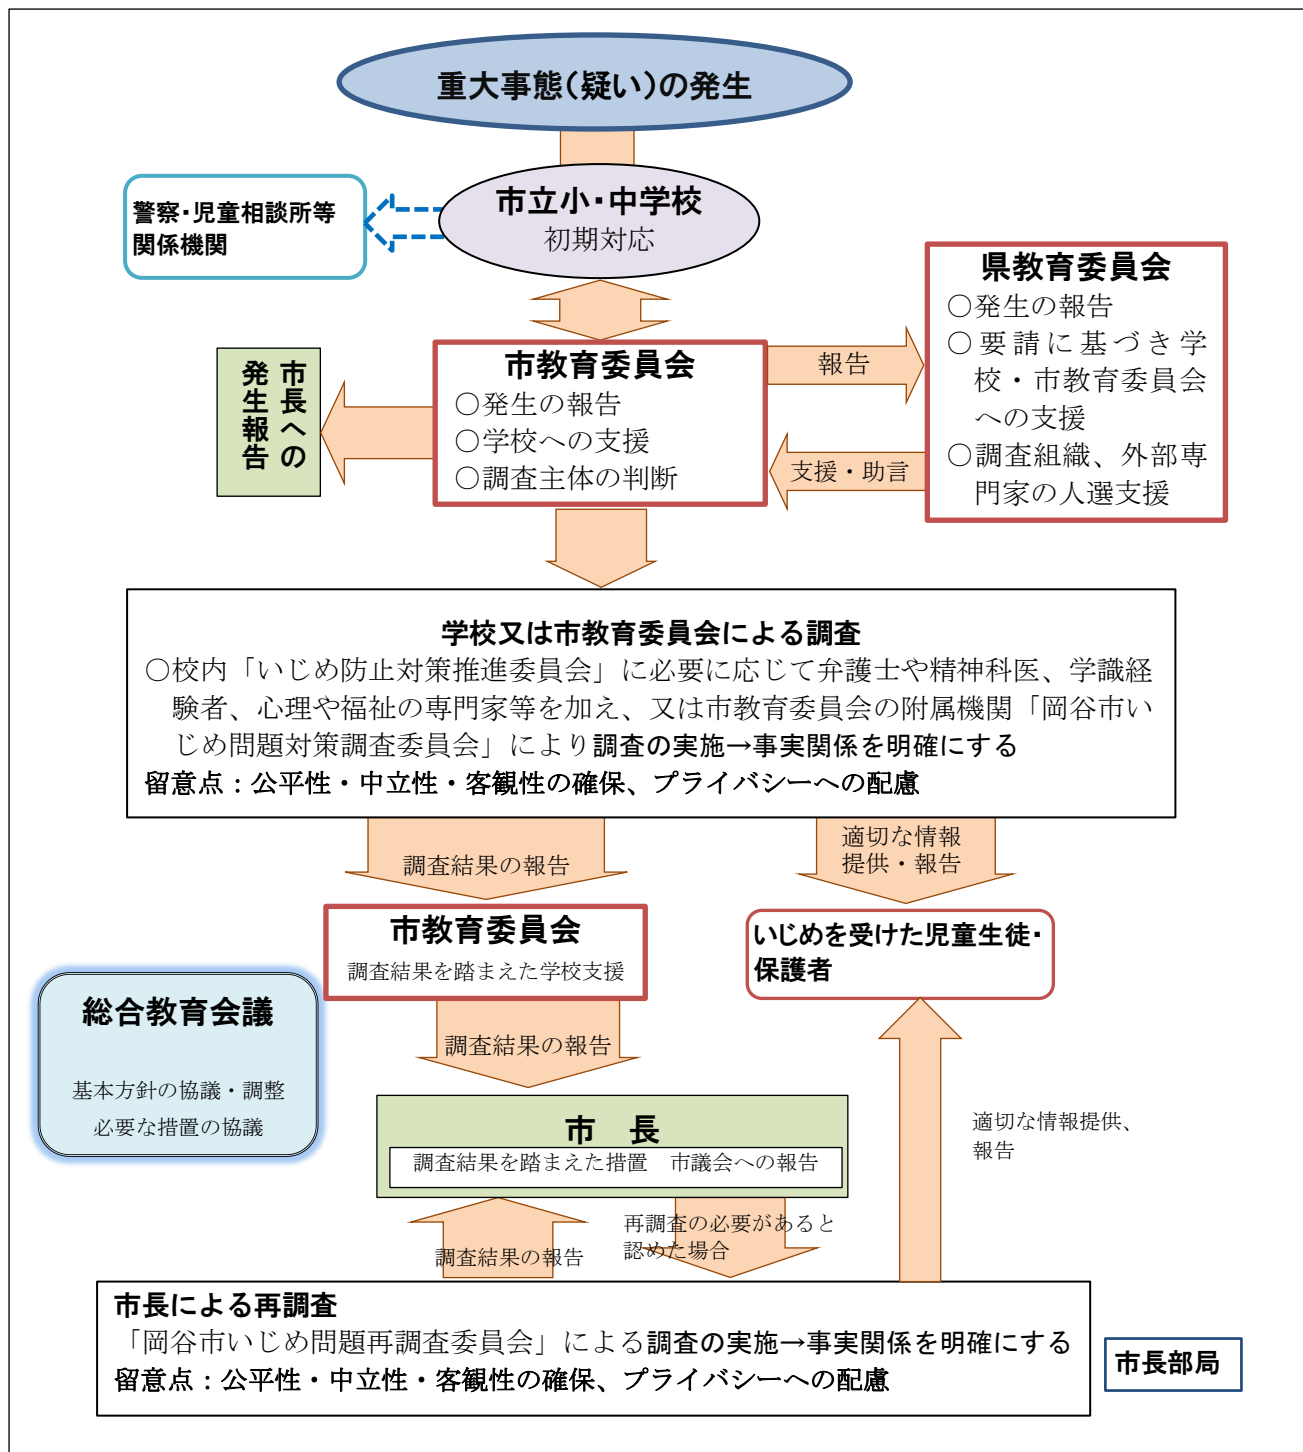 重大事態(疑い)の発生
市立小・中学校
初期対応
警察・児童相談所等
関係機関
県教育委員会
○発生の報告
○要請に基づき学
校・市教育委員会
への支援
○調査組織、外部専
門家の人選支援
市教育委員会
○発生の報告
○学校への支援
○調査主体の判断
報告
支援・助言
市長への
発生報告
学校又は市教育委員会による調査
○校内「いじめ防止対策推進委員会」に必要に応じて弁護士や精神科医、学識経
験者、心理や福祉の専門家等を加え、又は市教育委員会の附属機関「岡谷市い
じめ問題対策調査委員会」により調査の実施→事実関係を明確にする
留意点：公平性・中立性・客観性の確保、プライバシーへの配慮
調査結果の報告
適切な情報
提供・報告
市教育委員会
調査結果を踏まえた学校支援
いじめを受けた児童生徒・
保護者
総合教育会議
基本方針の協議・調整
必要な措置の協議
調査結果の報告
市　長
調査結果を踏まえた措置　市議会への報告
適切な情報提供、
報告
調査結果の報告
再調査の必要があると
認めた場合
市長による再調査
「岡谷市いじめ問題再調査委員会」による調査の実施→事実関係を明確にする
留意点：公平性・中立性・客観性の確保、プライバシーへの配慮
市長部局